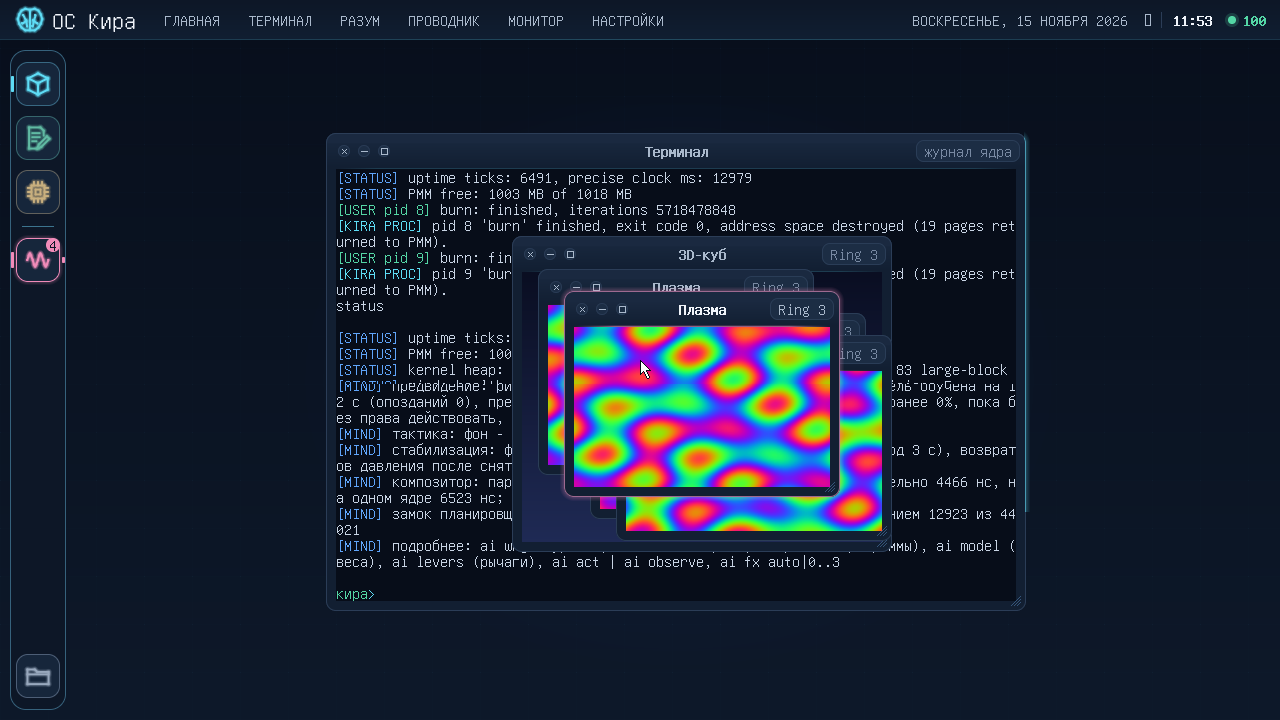 ОС Кира ГЛАВНАЯ ТЕРМИНАЛ РАЗУМ ПРОВОДНИК МОНИТОР НАСТРОЙКИ ВОСКРЕСЕНЬЕ, 15 НОЯБРЯ 2026 11:53 100
4
Терминал журнал ядра
[STATUS] uptime ticks: 6491, precise clock ms: 12979
[STATUS] PMM free: 1003 MB of 1018 MB
[USER pid 8] burn: finished, iterations 5718478848
[KIRA PROC] pid 8 'burn' finished, exit code 0, address space destroyed (19 pages ret
urned to PMM).
[USER pid 9] burn: fin
[KIRA PROC] pid 9 'bur ed (19 pages ret
urned to PMM).
status
[STATUS] uptime ticks:
[STATUS] PMM free: 100
[STATUS] kernel heap: 83 large-block
2 с (опозданий 0), пре ранее 0%, пока б
ез права действовать,
[MIND] тактика: фон -
[MIND] стабилизация: ф од 3 с), возврат
ов давления после снят
[MIND] композитор: пар ельно 4466 нс, н
а одном ядре 6523 нс;
[MIND] замок планировщ нием 12923 из 44
021
[MIND] подробнее: ai ммы), ai model (
веса), ai levers (рычаги), ai act | ai observe, ai fx auto|0..3
кира>
3D-куб Ring 3
Плазма Ring 3
Плазма Ring 3
3
ing 3